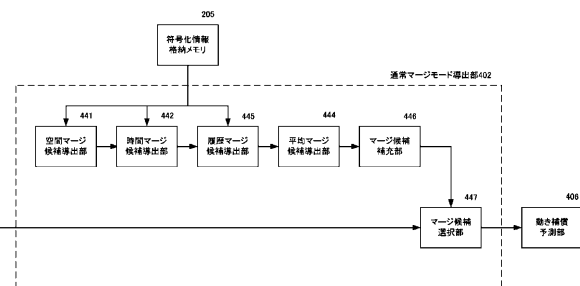 205
符号化情報
格納メモリ
通常マージモード導出部402
441
442
445
444
446
空間マージ
候補導出部
時間マージ
候補導出部
履歴マージ
候補導出部
平均マージ
候補導出部
マージ候補
補充部
447
406
マージ候補
選択部
動き補償
予測部